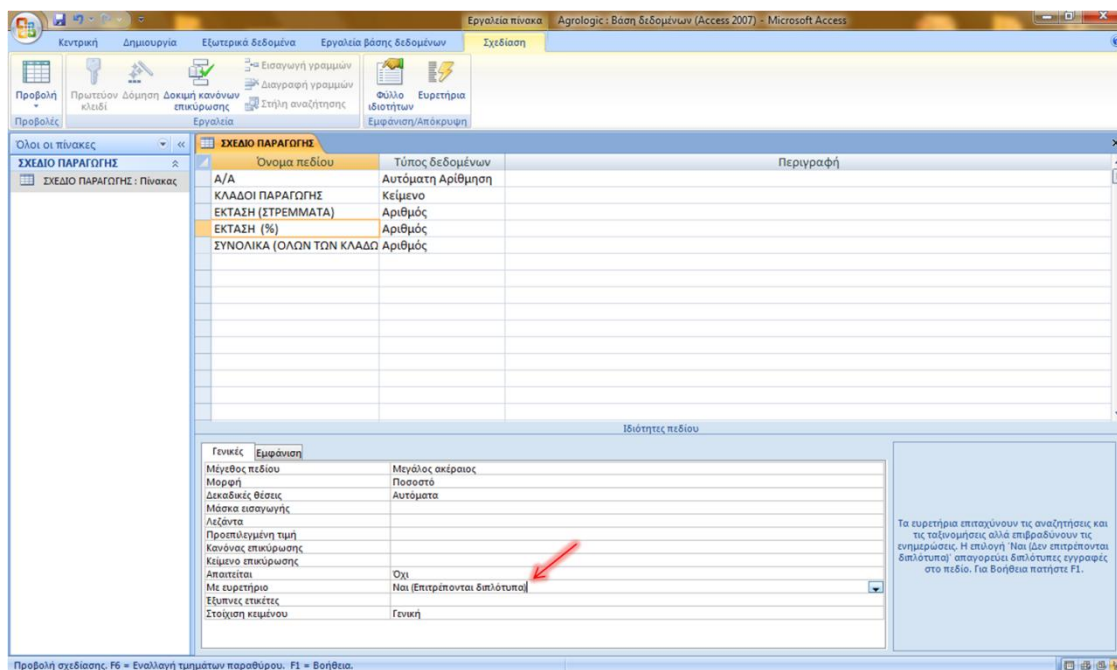 Εργαλεία πίνακα Agrologic : Βάση δεδομένων (Access 2007) - Microsoft Access
Κεντρική Δημιουργία Εξωτερικά δεδομένα Εργαλεία βάσης δεδομένων Σχεδίαση
Προβολή
Πρωτεύον κλειδί
Δόμηση
Δοκιμή κανόνων επικύρωσης
Εισαγωγή γραμμών
Διαγραφή γραμμών
Στήλη αναζήτησης
Φύλλο ιδιοτήτων
Ευρετήρια
Προβολές Εργαλεία Εμφάνιση/Απόκρυψη
Όλοι οι πίνακες
ΣΧΕΔΙΟ ΠΑΡΑΓΩΓΗΣ
ΣΧΕΔΙΟ ΠΑΡΑΓΩΓΗΣ : Πίνακας
ΣΧΕΔΙΟ ΠΑΡΑΓΩΓΗΣ
Όνομα πεδίου Τύπος δεδομένων Περιγραφή
Α/Α Αυτόματη Αρίθμηση
ΚΛΑΔΟΙ ΠΑΡΑΓΩΓΗΣ Κείμενο
ΕΚΤΑΣΗ (ΣΤΡΕΜΜΑΤΑ) Αριθμός
ΕΚΤΑΣΗ (%) Αριθμός
ΣΥΝΟΛΙΚΑ (ΟΛΩΝ ΤΩΝ ΚΛΑΔΩ Αριθμός
Ιδιότητες πεδίου
Γενικές Εμφάνιση
Μέγεθος πεδίου Μεγάλος ακέραιος
Μορφή Ποσοστό
Δεκαδικές θέσεις Αυτόματα
Μάσκα εισαγωγής
Λεζάντα
Προεπιλεγμένη τιμή
Κανόνας επικύρωσης
Κείμενο επικύρωσης
Απαιτείται Όχι
Με ευρετήριο Ναι (Επιτρέπονται διπλότυπα)
Έξυπνες ετικέτες
Στοίχιση κειμένου Γενική
Τα ευρετήρια επιταχύνουν τις αναζητήσεις και
τις ταξινομήσεις αλλά επιβραδύνουν τις
ενημερώσεις. Η επιλογή 'Ναι (Δεν επιτρέπονται
διπλότυπα)' απαγορεύει διπλότυπες εγγραφές
στο πεδίο. Για Βοήθεια πατήστε F1.
Προβολή σχεδίασης. F6 = Εναλλαγή τμημάτων παραθύρου. F1 = Βοήθεια.